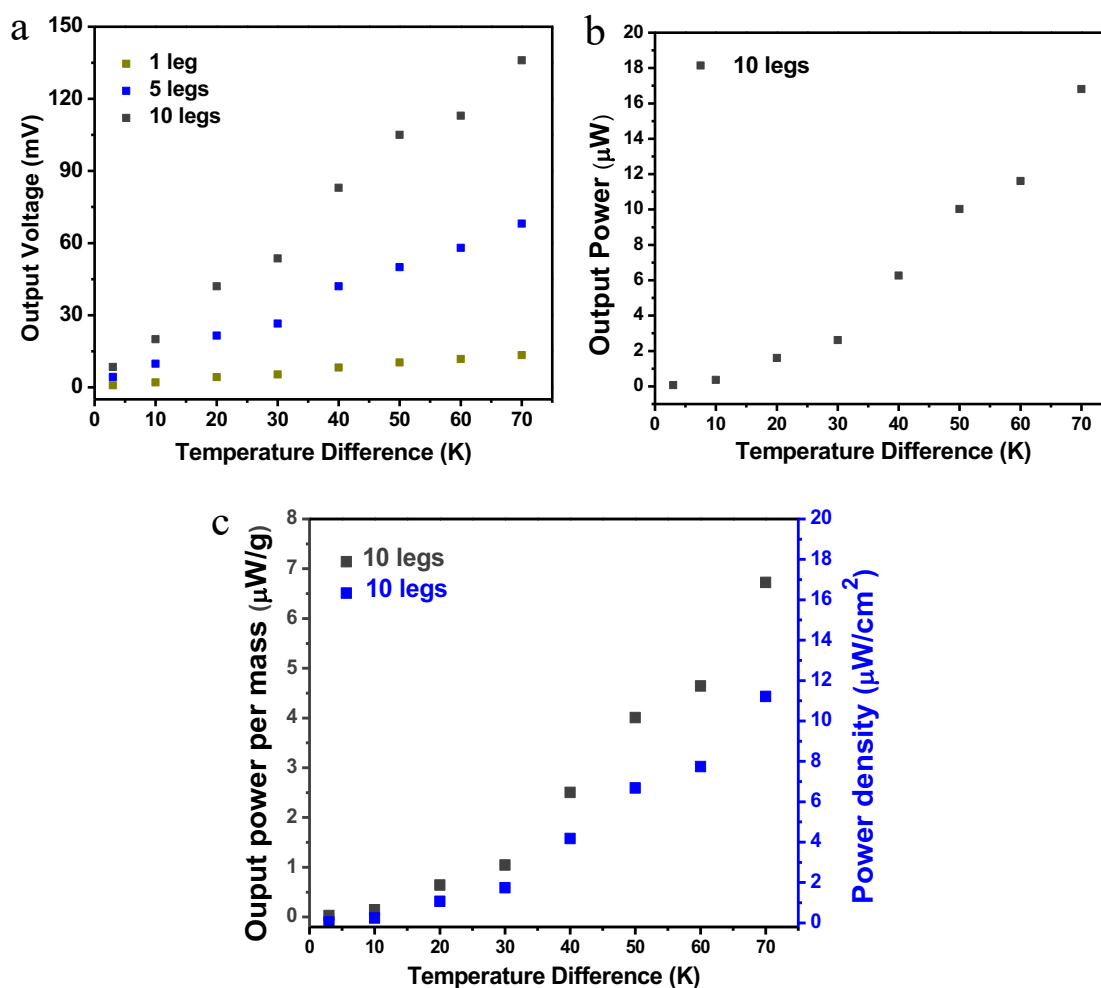 a
150
120
90
60
30
0
Output Voltage (mV)
1 leg
5 legs
10 legs
0 10 20 30 40 50 60 70
Temperature Difference (K)
b
20
18
16
14
12
10
8
6
4
2
0
Output Power (μW)
10 legs
0 10 20 30 40 50 60 70
Temperature Difference (K)
c
8
7
6
5
4
3
2
1
0
Ouput power per mass (μW/g)
10 legs
10 legs
20
18
16
14
12
10
8
6
4
2
0
Power density (μW/cm²)
0 10 20 30 40 50 60 70
Temperature Difference (K)